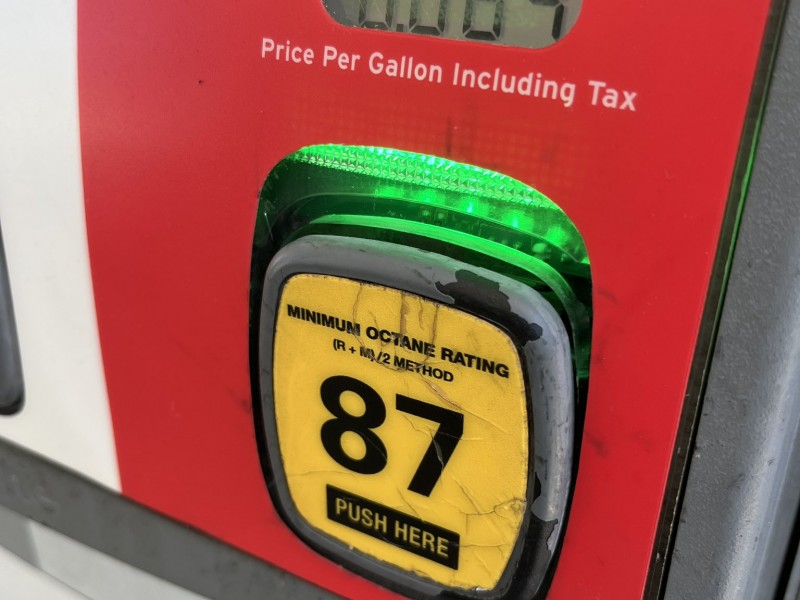 Price Per Gallon Including Tax
MINIMUM OCTANE RATING
(R + M)/2 METHOD
87
PUSH HERE